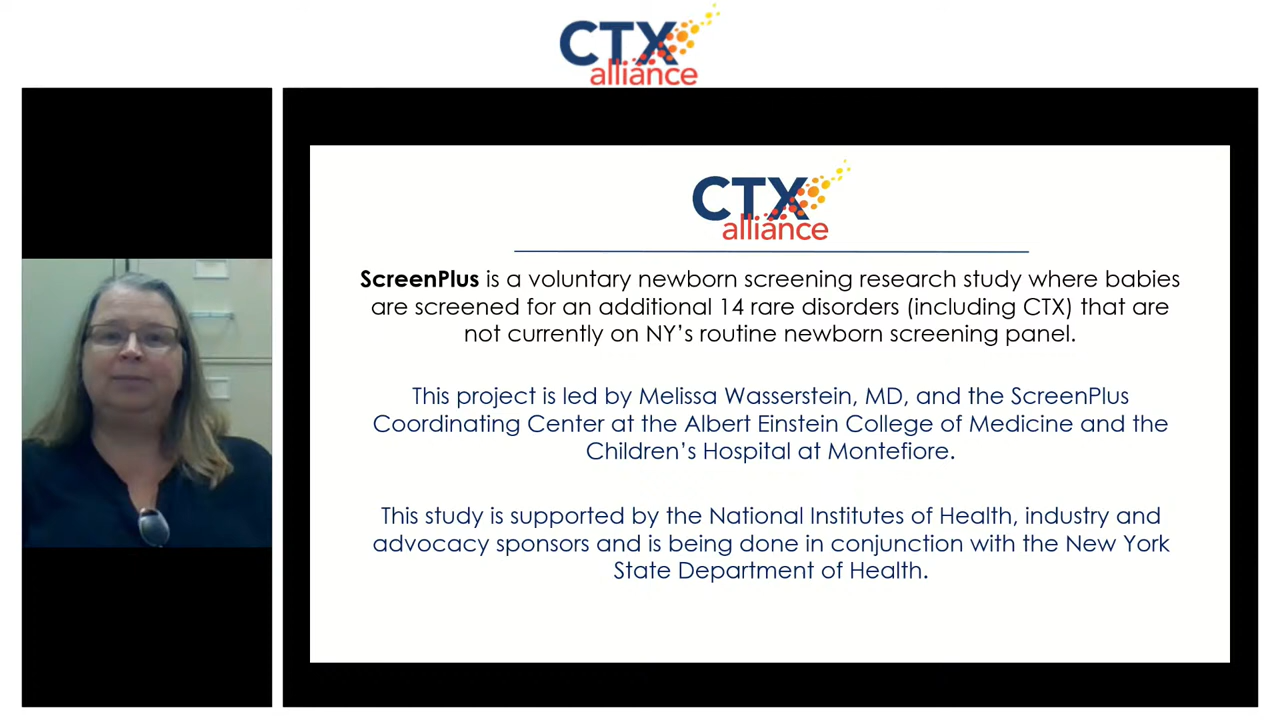 CTX
alliance
CTX
alliance
ScreenPlus is a voluntary newborn screening research study where babies
are screened for an additional 14 rare disorders (including CTX) that are
not currently on NY's routine newborn screening panel.
This project is led by Melissa Wasserstein, MD, and the ScreenPlus
Coordinating Center at the Albert Einstein College of Medicine and the
Children's Hospital at Montefiore.
This study is supported by the National Institutes of Health, industry and
advocacy sponsors and is being done in conjunction with the New York
State Department of Health.